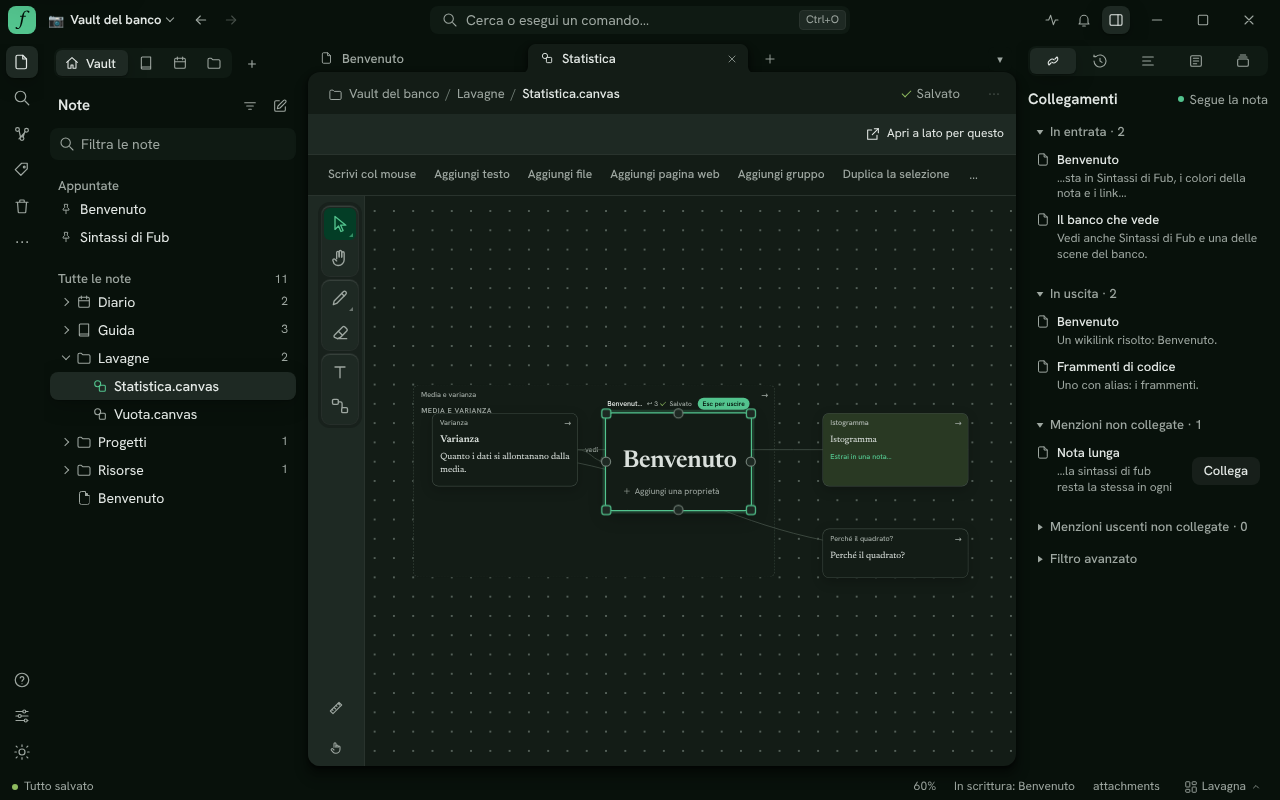 Vault del banco
Cerca o esegui un comando…
Ctrl+O
Vault
Benvenuto
Statistica
Note
Filtra le note
Appuntate
Benvenuto
Sintassi di Fub
Tutte le note 11
Diario 2
Guida 3
Lavagne 2
Statistica.canvas
Vuota.canvas
Progetti 1
Risorse 1
Benvenuto
Vault del banco / Lavagne / Statistica.canvas
Salvato
Apri a lato per questo
Scrivi col mouse
Aggiungi testo
Aggiungi file
Aggiungi pagina web
Aggiungi gruppo
Duplica la selezione
…
Media e varianza
MEDIA E VARIANZA
Varianza
Varianza
Quanto i dati si allontanano dalla
media.
vedi
Benvenut… 3 Salvato
Esc per uscire
Benvenuto
+ Aggiungi una proprietà
Istogramma
Istogramma
Estrai in una nota…
Perché il quadrato?
Perché il quadrato?
Collegamenti
Segue la nota
In entrata · 2
Benvenuto
…sta in Sintassi di Fub, i colori della
nota e i link…
Il banco che vede
Vedi anche Sintassi di Fub e una delle
scene del banco.
In uscita · 2
Benvenuto
Un wikilink risolto: Benvenuto.
Frammenti di codice
Uno con alias: i frammenti.
Menzioni non collegate · 1
Nota lunga
…la sintassi di fub
resta la stessa in ogni
Collega
Menzioni uscenti non collegate · 0
Filtro avanzato
Tutto salvato
60%
In scrittura: Benvenuto
attachments
Lavagna